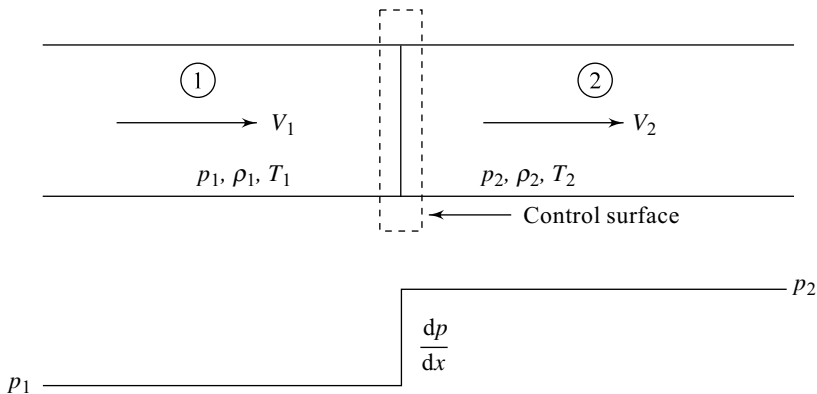 ① ②
V₁ V₂
p₁, ρ₁, T₁ p₂, ρ₂, T₂
Control surface
p₂
dp
dx
p₁